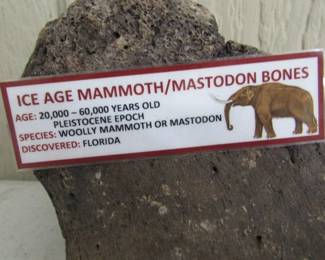 ICE AGE MAMMOTH/MASTODON BONES
AGE: 20,000 – 60,000 YEARS OLD
PLEISTOCENE EPOCH
SPECIES: WOOLLY MAMMOTH OR MASTODON
DISCOVERED: FLORIDA